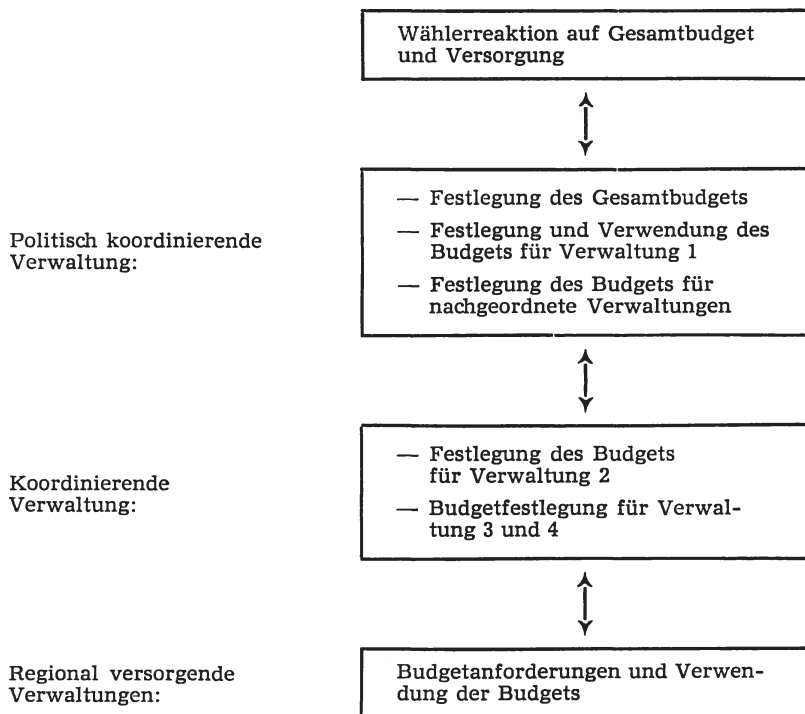 Wählerreaktion auf Gesamtbudget
und Versorgung
Politisch koordinierende
Verwaltung:
— Festlegung des Gesamtbudgets
— Festlegung und Verwendung des
Budgets für Verwaltung 1
— Festlegung des Budgets für
nachgeordnete Verwaltungen
Koordinierende
Verwaltung:
— Festlegung des Budgets
für Verwaltung 2
— Budgetfestlegung für Verwal-
tung 3 und 4
Regional versorgende
Verwaltungen:
Budgetanforderungen und Verwen-
dung der Budgets